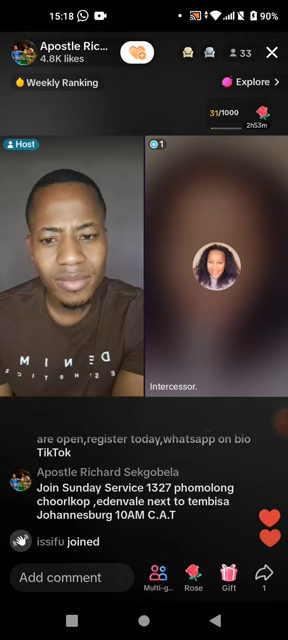 15:18
90%
Apostle Ric...
4.8K likes
33
Weekly Ranking
Explore >
31/1000
2h53m
Host
1
DENIM
Intercessor.
are open,register today,whatsapp on bio
TikTok
Apostle Richard Sekgobela
Join Sunday Service 1327 phomolong
choorlkop ,edenvale next to tembisa
Johannesburg 10AM C.A.T
issifu joined
Add comment
Multi-g...
Rose
Gift
1